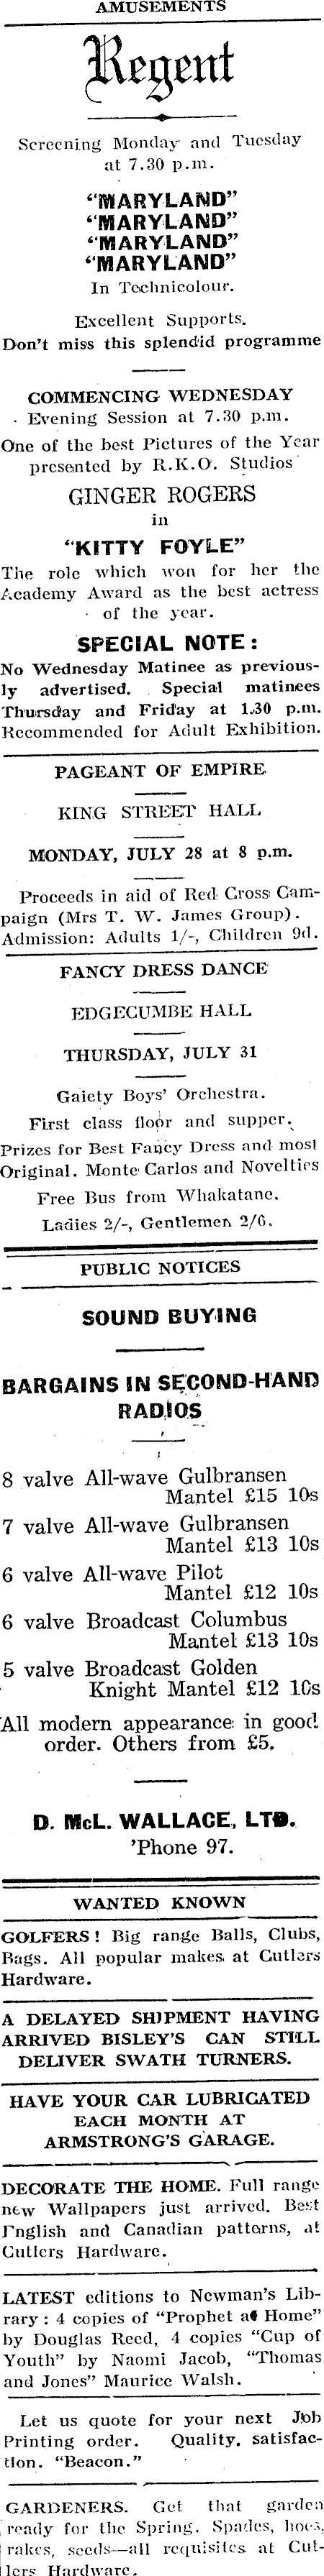 AMUSEMENTS
Regent
Screening Monday and Tuesday
at 7.30 p.m.
"MARYLAND"
"MARYLAND"
"MARYLAND"
"MARYLAND"
In Technicolour.
Excellent Supports.
Don't miss this splendid programme
COMMENCING WEDNESDAY
Evening Session at 7.30 p.m.
One of the best Pictures of the Year
presented by R.K.O. Studios
GINGER ROGERS
in
"KITTY FOYLE"
The role which won for her the
Academy Award as the best actress
of the year.
SPECIAL NOTE:
No Wednesday Matinee as previous-
ly advertised. Special matinees
Thursday and Friday at 1.30 p.m.
Recommended for Adult Exhibition.
PAGEANT OF EMPIRE
KING STREET HALL
MONDAY, JULY 28 at 8 p.m.
Proceeds in aid of Red Cross Cam-
paign (Mrs T. W. James Group).
Admission: Adults 1/-, Children 9d.
FANCY DRESS DANCE
EDGECUMBE HALL
THURSDAY, JULY 31
Gaiety Boys' Orchestra.
First class floor and supper.
Prizes for Best Fancy Dress and most
Original. Monte Carlos and Novelties
Free Bus from Whakatane.
Ladies 2/-, Gentlemen 2/6.
PUBLIC NOTICES
SOUND BUYING
BARGAINS IN SECOND-HAND
RADIOS
8 valve All-wave Gulbransen
Mantel £15 10s
7 valve All-wave Gulbransen
Mantel £13 10s
6 valve All-wave Pilot
Mantel £12 10s
6 valve Broadcast Columbus
Mantel £13 10s
5 valve Broadcast Golden
Knight Mantel £12 10s
All modern appearance in good
order. Others from £5.
D. McL. WALLACE, LTD.
'Phone 97.
WANTED KNOWN
GOLFERS! Big range Balls, Clubs,
Bags. All popular makes at Cutlers
Hardware.
A DELAYED SHIPMENT HAVING
ARRIVED BISLEY'S CAN STILL
DELIVER SWATH TURNERS.
HAVE YOUR CAR LUBRICATED
EACH MONTH AT
ARMSTRONG'S GARAGE.
DECORATE THE HOME. Full range
new Wallpapers just arrived. Best
English and Canadian patterns, at
Cutlers Hardware.
LATEST editions to Newman's Lib-
rary: 4 copies of "Prophet at Home"
by Douglas Reed, 4 copies "Cup of
Youth" by Naomi Jacob, "Thomas
and Jones" Maurice Walsh.
Let us quote for your next Job
Printing order. Quality, satisfac-
tion. "Beacon."
GARDENERS. Get that garden
ready for the Spring. Spades, hoes,
rakes, seeds—all requisites at Cut-
lers Hardware.